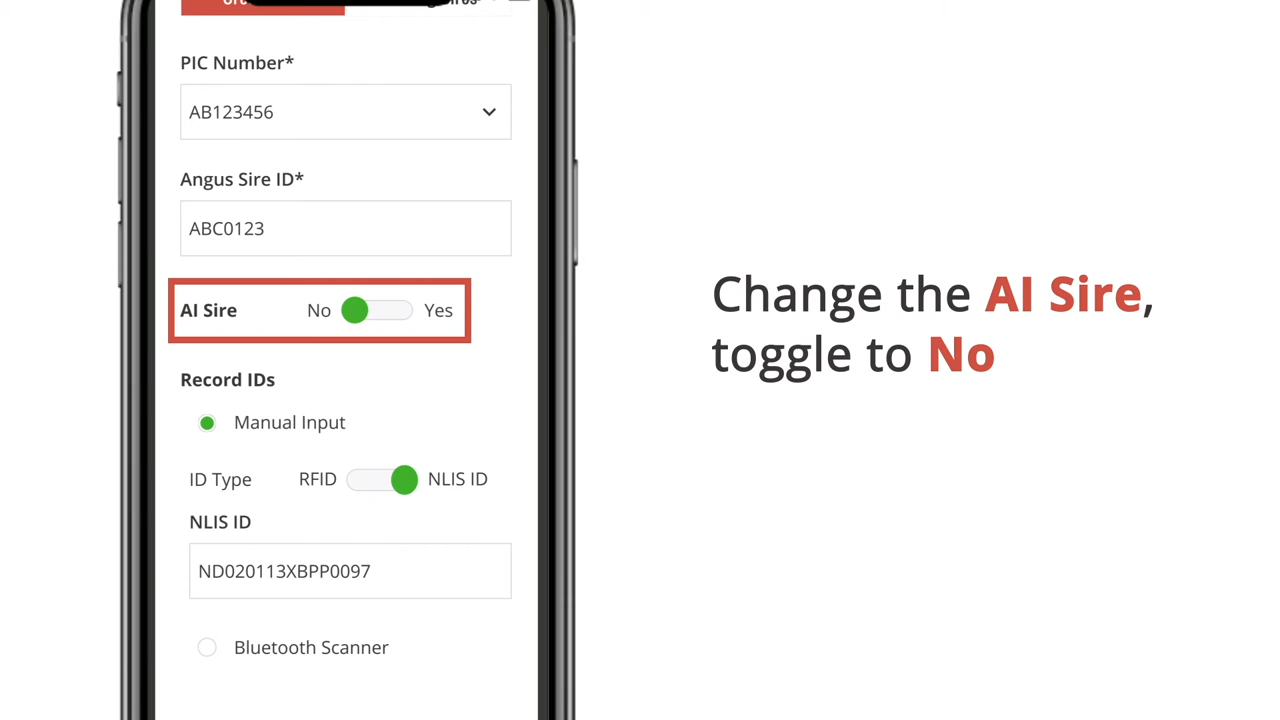 PIC Number*
AB123456
Angus Sire ID*
ABC0123
AI Sire No Yes
Record IDs
Manual Input
ID Type RFID NLIS ID
NLIS ID
ND020113XBPP0097
Bluetooth Scanner
Change the AI Sire,
toggle to No